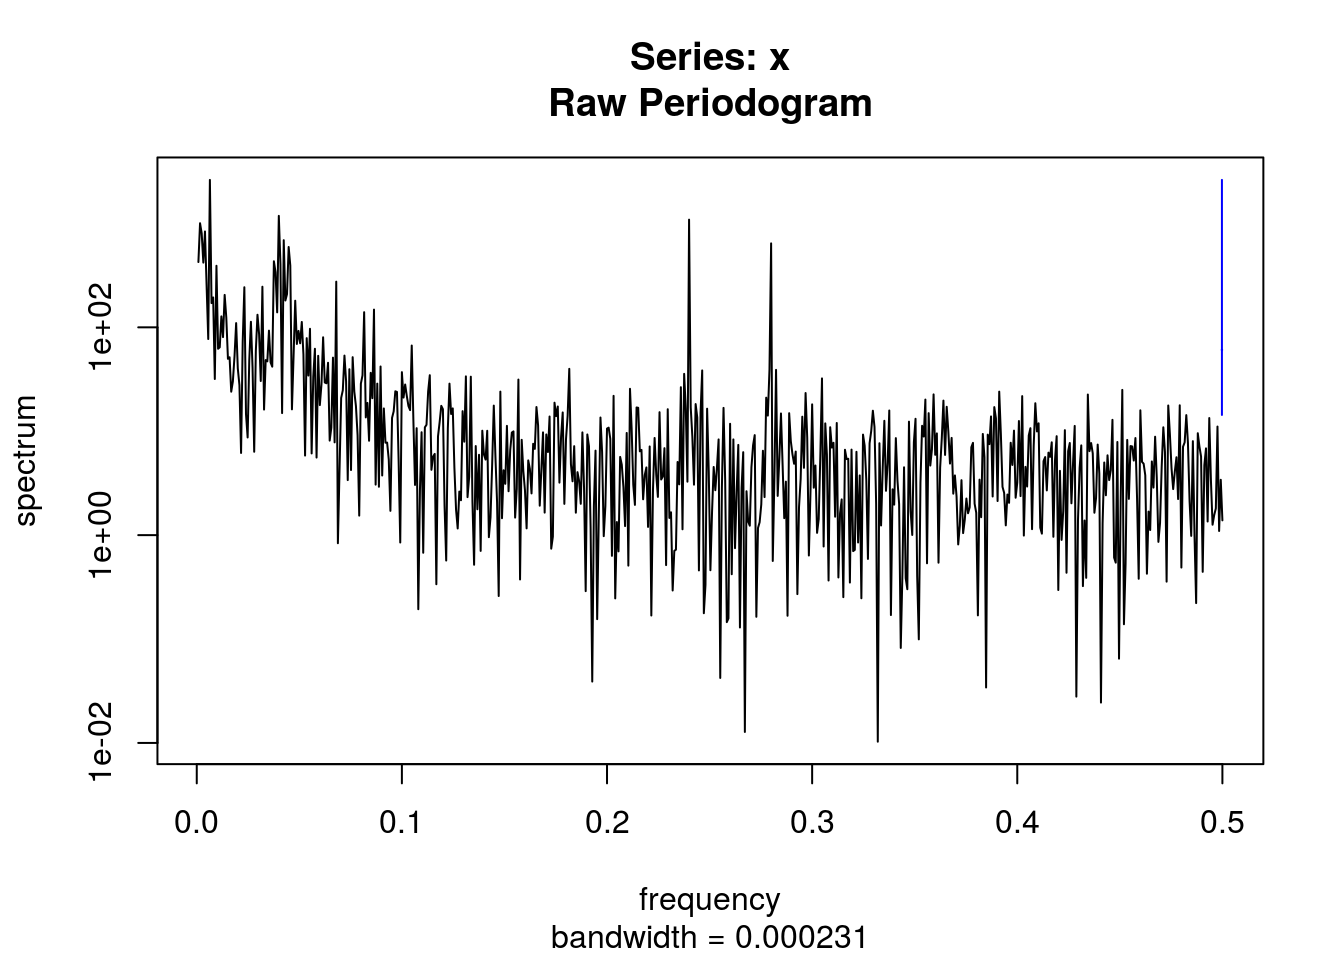 Series: x
Raw Periodogram
spectrum
1e+02
1e+00
1e-02
0.0 0.1 0.2 0.3 0.4 0.5
frequency
bandwidth = 0.000231